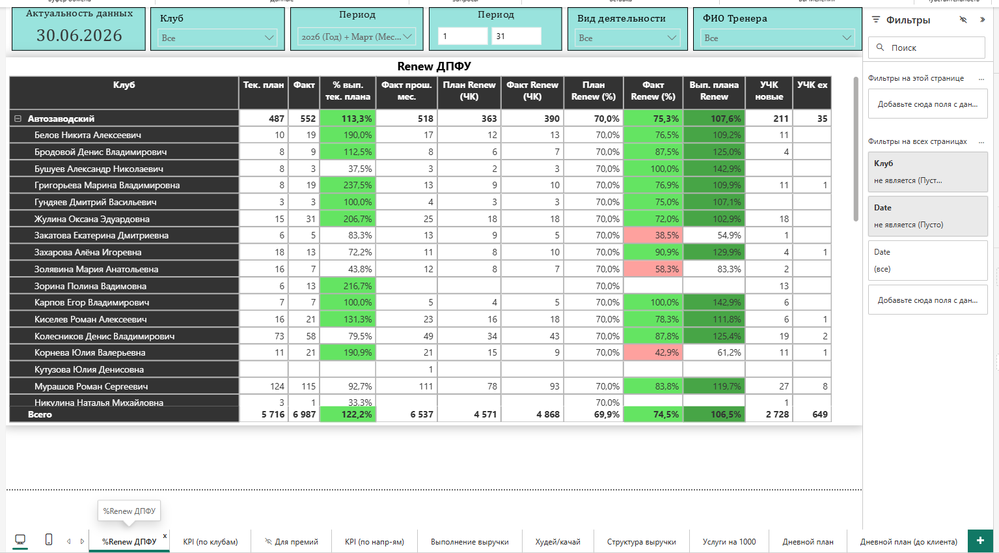 Актуальность данных
30.06.2026
Клуб
Все
Период
2026 (Год) + Март (Мес...
Период
1 31
Вид деятельности
Все
ФИО Тренера
Все
Renew ДПФУ
Клуб Тек. план Факт % вып. тек. плана Факт прош. мес. План Renew (ЧК) Факт Renew (ЧК) План Renew (%) Факт Renew (%) Вып. плана Renew УЧК новые УЧК ex
Автозаводский 487 552 113,3% 518 363 390 70,0% 75,3% 107,6% 211 35
Белов Никита Алексеевич 10 19 190,0% 17 12 13 70,0% 76,5% 109,2% 11
Бродовой Денис Владимирович 8 9 112,5% 8 6 7 70,0% 87,5% 125,0% 4
Бушуев Александр Николаевич 8 3 37,5% 3 2 3 70,0% 100,0% 142,9%
Григорьева Марина Владимировна 8 19 237,5% 13 9 10 70,0% 76,9% 109,9% 11 1
Гундяев Дмитрий Васильевич 3 3 100,0% 4 3 3 70,0% 75,0% 107,1%
Жулина Оксана Эдуардовна 15 31 206,7% 25 18 18 70,0% 72,0% 102,9% 18
Закатова Екатерина Дмитриевна 6 5 83,3% 13 9 5 70,0% 38,5% 54,9% 1
Захарова Алёна Игоревна 18 13 72,2% 11 8 10 70,0% 90,9% 129,9% 4 1
Золявина Мария Анатольевна 16 7 43,8% 12 8 7 70,0% 58,3% 83,3% 2
Зорина Полина Вадимовна 6 13 216,7% 70,0% 13
Карпов Егор Владимирович 7 7 100,0% 5 4 5 70,0% 100,0% 142,9% 6
Киселев Роман Алексеевич 16 21 131,3% 23 16 18 70,0% 78,3% 111,8% 6 1
Колесников Денис Владимирович 73 58 79,5% 49 34 43 70,0% 87,8% 125,4% 19 2
Корнева Юлия Валерьевна 11 21 190,9% 21 15 9 70,0% 42,9% 61,2% 11 1
Кутузова Юлия Денисовна 1
Мурашов Роман Сергеевич 124 115 92,7% 111 78 93 70,0% 83,8% 119,7% 27 8
Никулина Наталья Михайловна 3 1 33,3% 70,0% 1
Всего 5 716 6 987 122,2% 6 537 4 571 4 868 69,9% 74,5% 106,5% 2 728 649
Фильтры
Поиск
Фильтры на этой странице ...
Добавьте сюда поля с дан...
Фильтры на всех страницах ...
Клуб
не является (Пуст...
Date
не является (Пусто)
Date
(все)
Добавьте сюда поля с дан...
%Renew ДПФУ
%Renew ДПФУ x KPI (по клубам) Для премий KPI (по напр-ям) Выполнение выручки Худей/качай Структура выручки Услуги на 1000 Дневной план Дневной план (до клиента) +